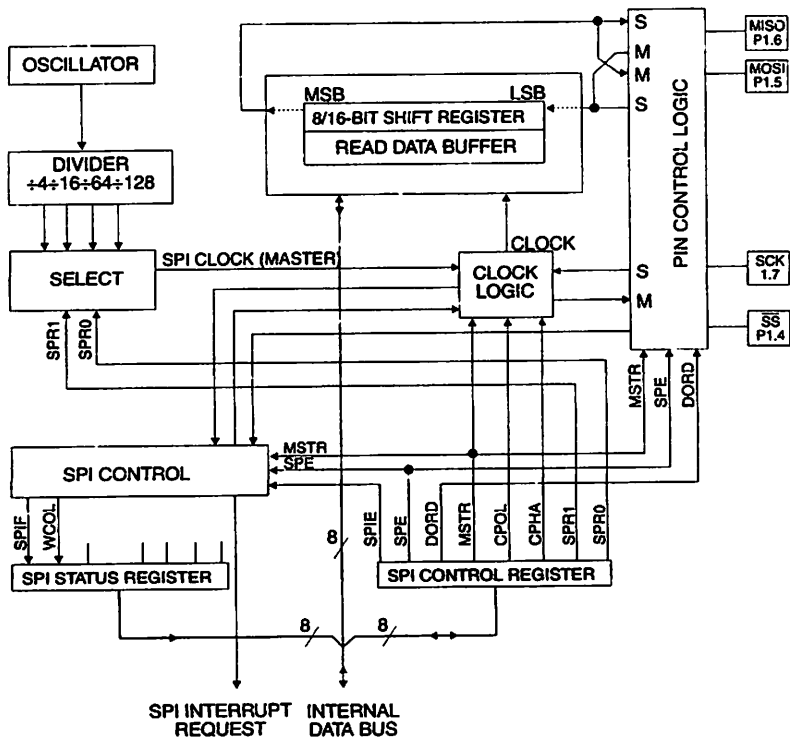 OSCILLATOR
DIVIDER
÷4÷16÷64÷128
SELECT
SPI CLOCK (MASTER)
SPR1
SPR0
MSB
LSB
8/16-BIT SHIFT REGISTER
READ DATA BUFFER
CLOCK
CLOCK
LOGIC
S
M
M
S
S
M
PIN CONTROL LOGIC
MISO
P1.6
MOSI
P1.5
SCK
1.7
SS
P1.4
MSTR
SPE
DORD
SPI CONTROL
MSTR
SPE
SPIF
WCOL
SPI STATUS REGISTER
SPIE
SPE
DORD
MSTR
CPOL
CPHA
SPR1
SPR0
SPI CONTROL REGISTER
8
8
8
SPI INTERRUPT
REQUEST
INTERNAL
DATA BUS